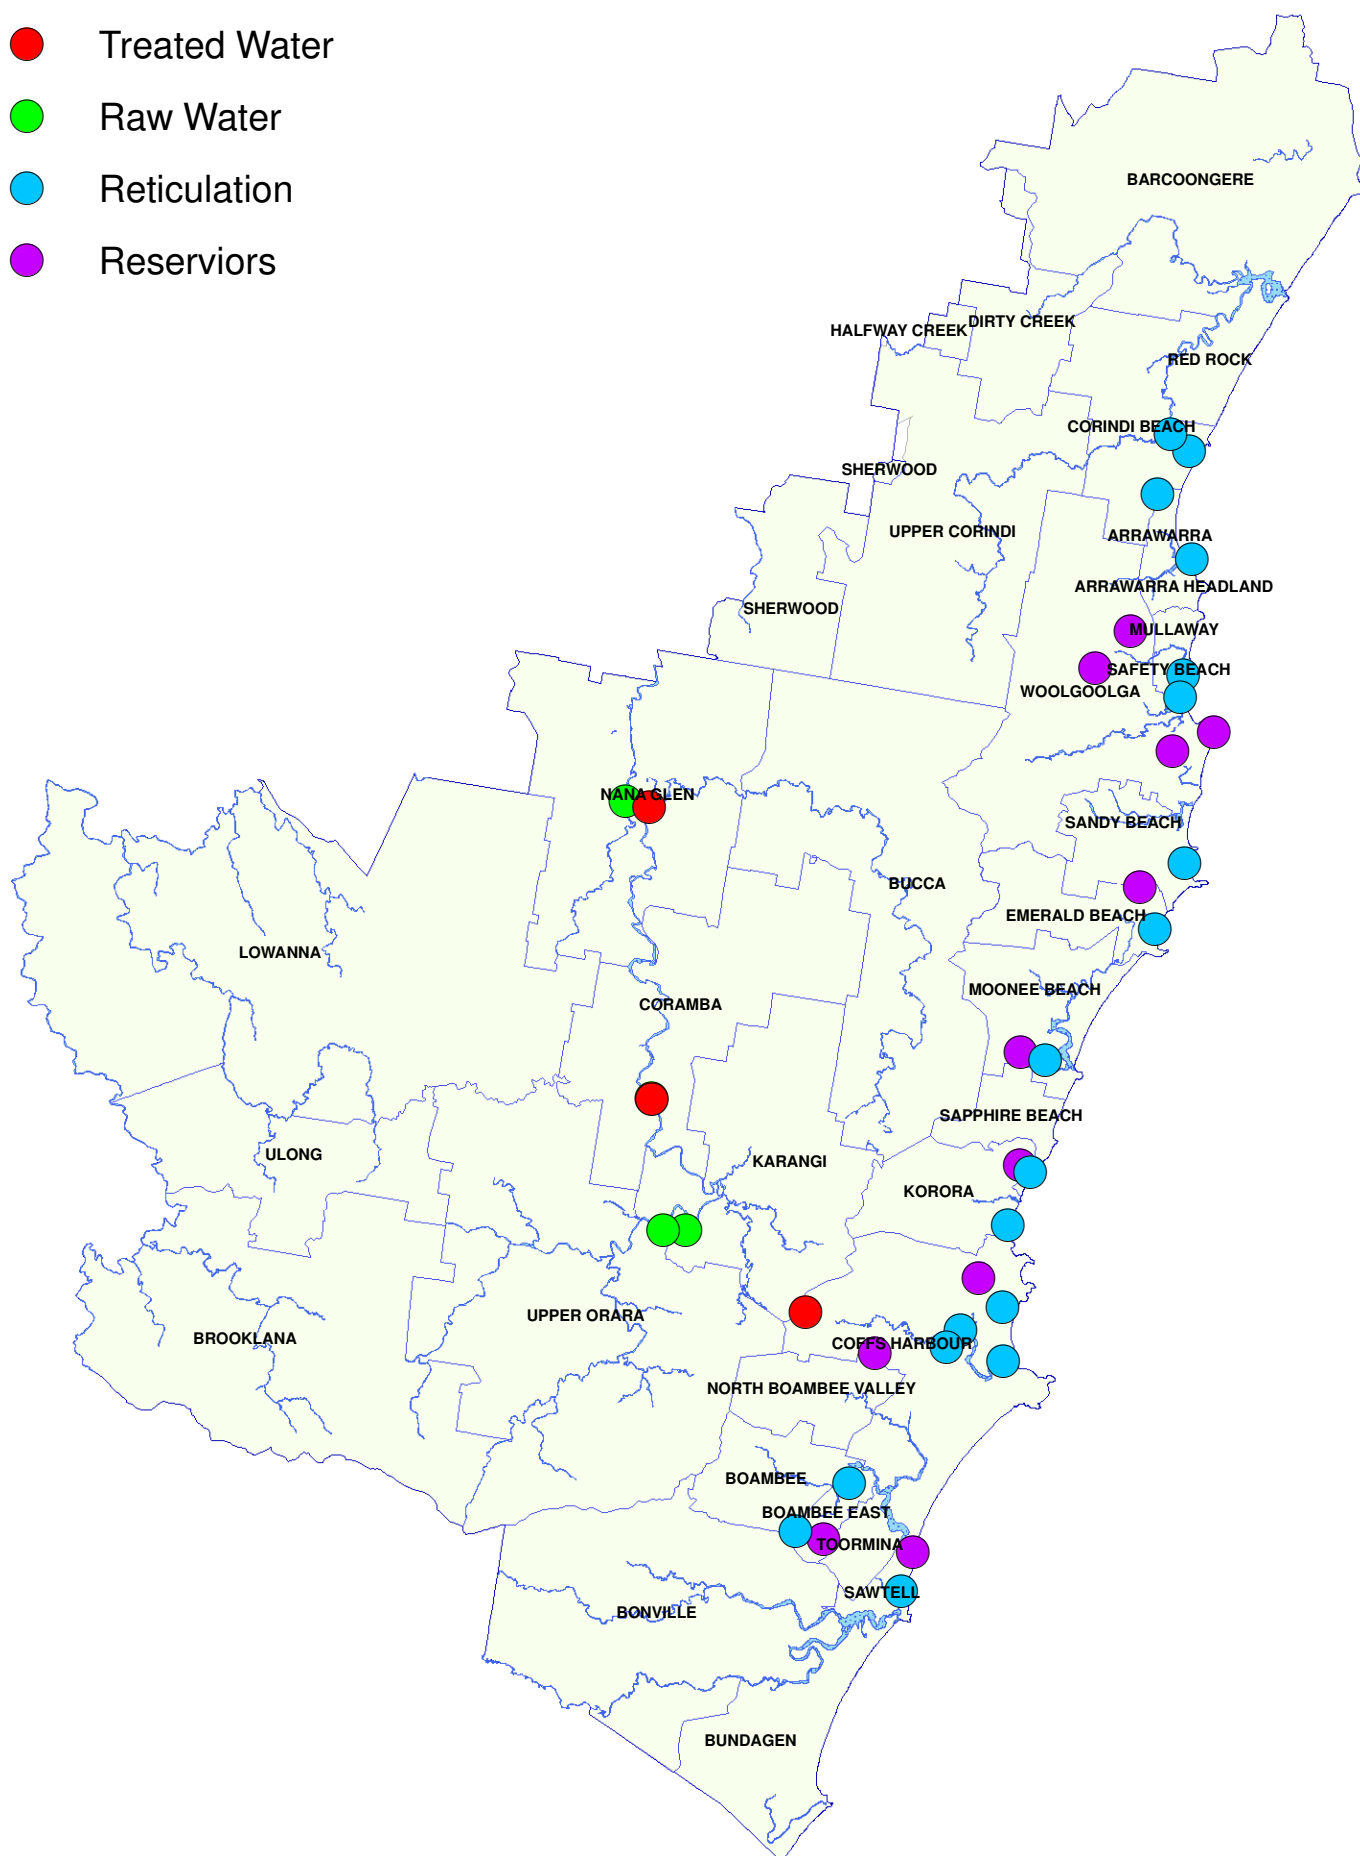 Treated Water
Raw Water
Reticulation
Reserviors
BARCOONGERE
HALFWAY CREEK
DIRTY CREEK
RED ROCK
CORINDI BEACH
SHERWOOD
UPPER CORINDI
ARRAWARRA
ARRAWARRA HEADLAND
SHERWOOD
MULLAWAY
SAFETY BEACH
WOOLGOOLGA
NANA GLEN
SANDY BEACH
BUCCA
EMERALD BEACH
LOWANNA
MOONEE BEACH
CORAMBA
SAPPHIRE BEACH
ULONG
KARANGI
KORORA
UPPER ORARA
BROOKLANA
COFFS HARBOUR
NORTH BOAMBEE VALLEY
BOAMBEE
BOAMBEE EAST
TOORMINA
SAWTELL
BONVILLE
BUNDAGEN